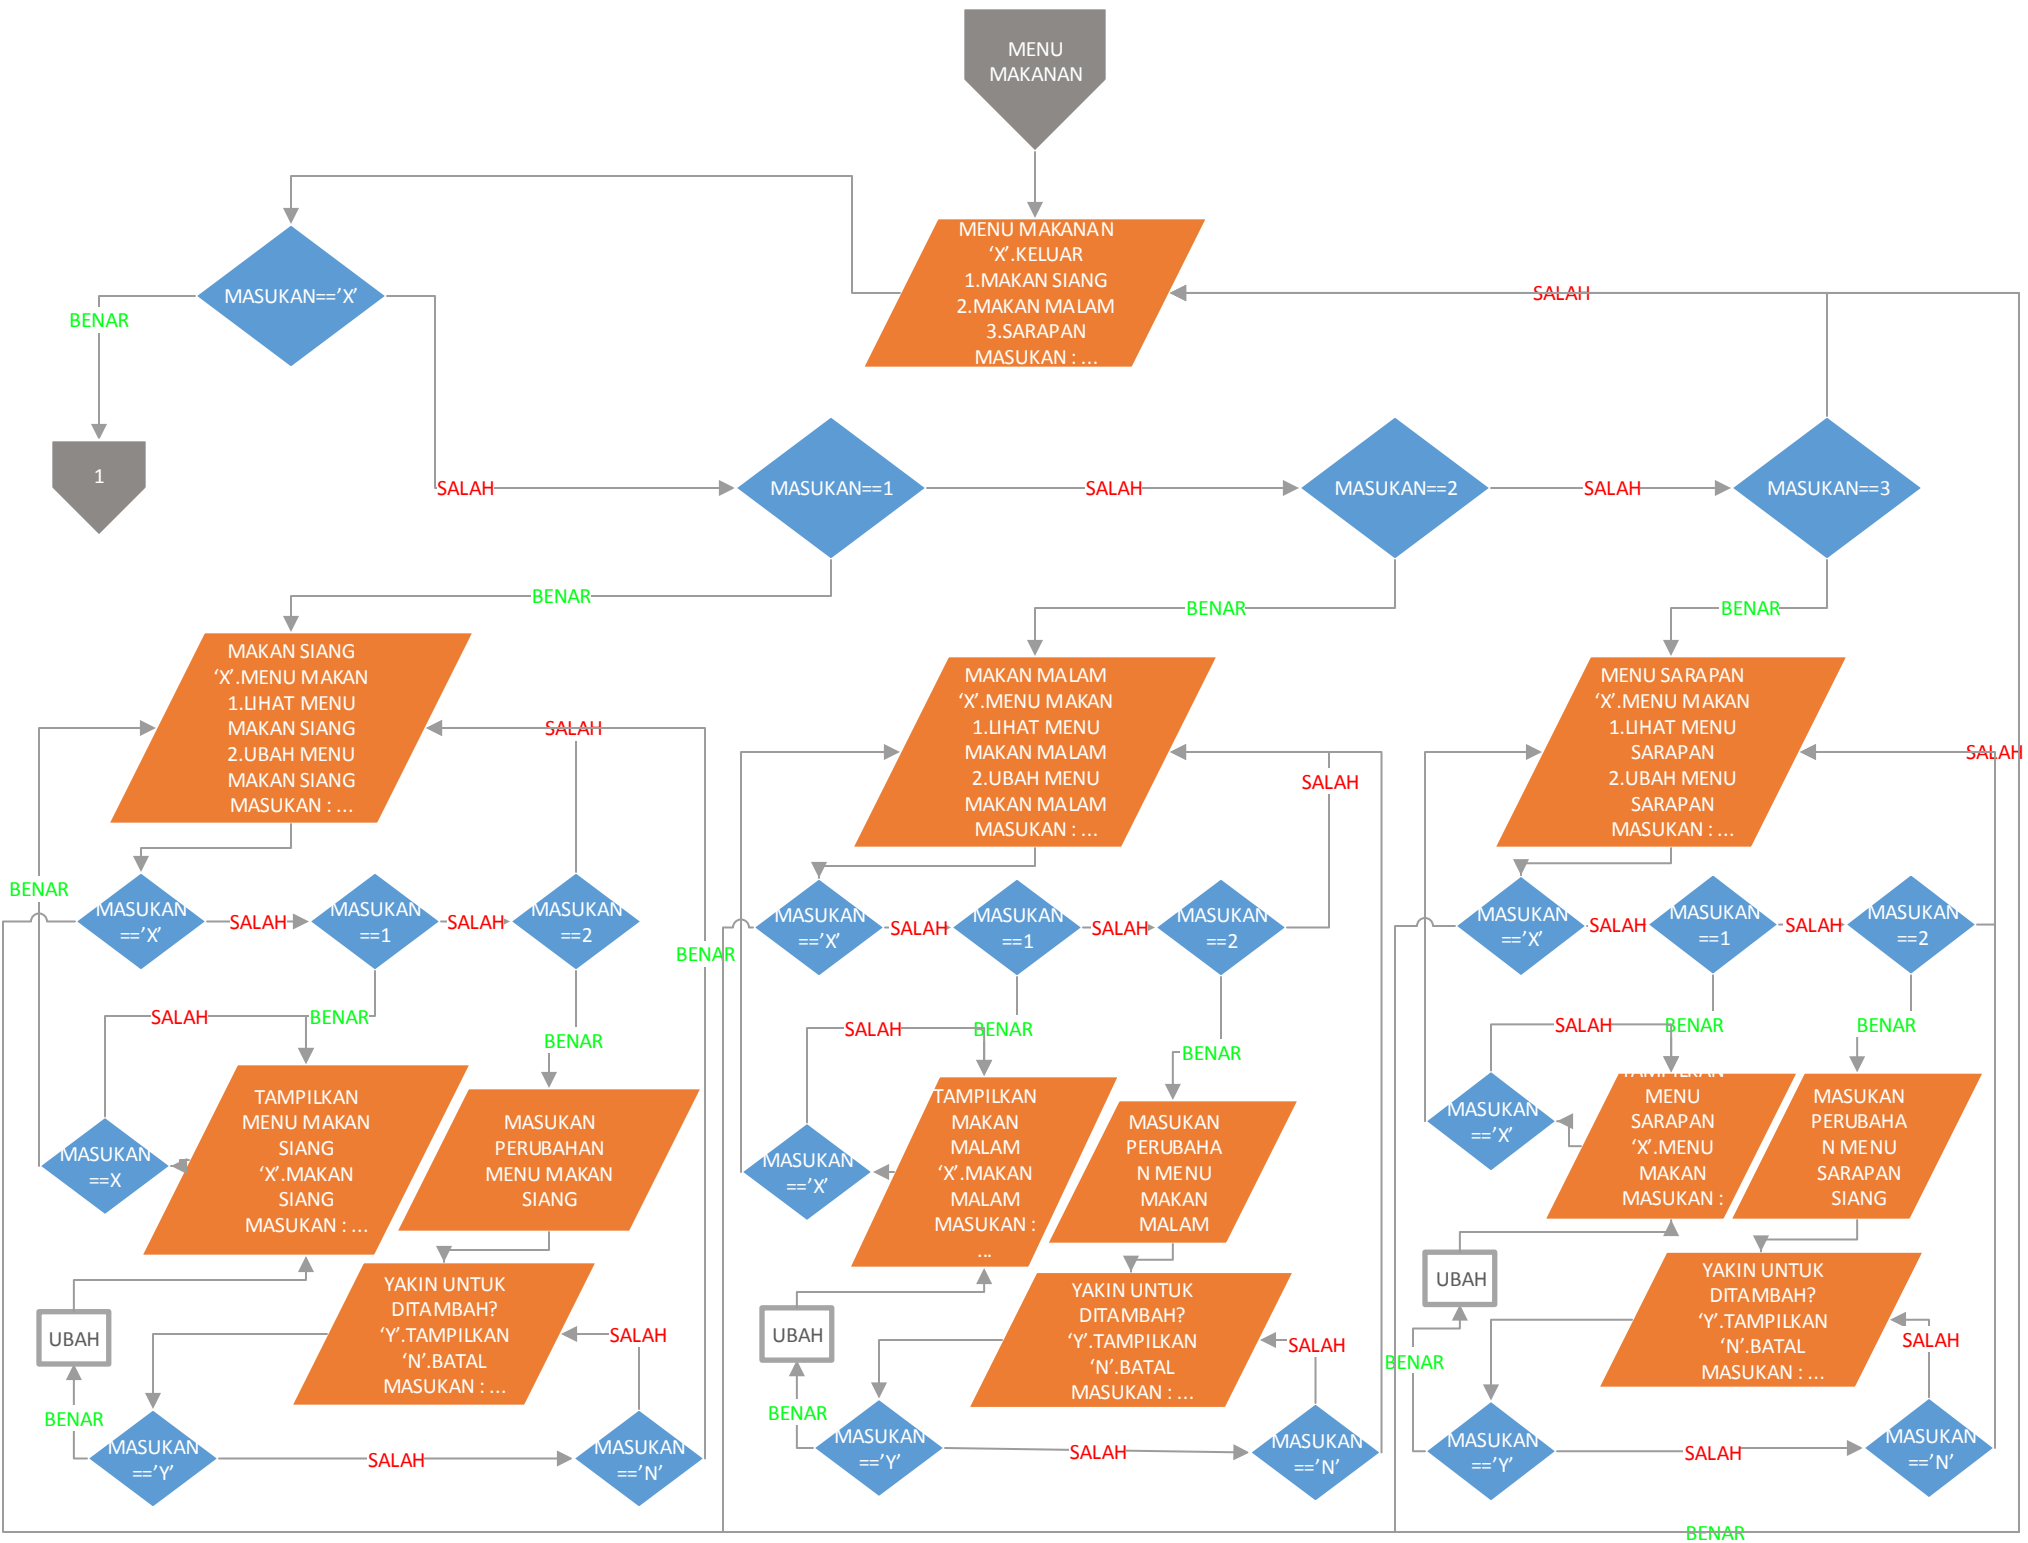 MENU
MAKANAN
MENU MAKANAN
‘X’.KELUAR
1.MAKAN SIANG
2.MAKAN MALAM
3.SARAPAN
MASUKAN : ...
MASUKAN==’X’
SALAH
BENAR
1
SALAH
MASUKAN==1
SALAH
MASUKAN==2
SALAH
MASUKAN==3
BENAR
BENAR
BENAR
MAKAN SIANG
‘X’.MENU MAKAN
1.LIHAT MENU
MAKAN SIANG
2.UBAH MENU
MAKAN SIANG
MASUKAN : ...
SALAH
BENAR
MASUKAN
==’X’
SALAH
MASUKAN
==1
SALAH
MASUKAN
==2
BENAR
SALAH
BENAR
BENAR
TAMPILKAN
MENU MAKAN
SIANG
‘X’.MAKAN
SIANG
MASUKAN : ...
MASUKAN
==X
MASUKAN
PERUBAHAN
MENU MAKAN
SIANG
YAKIN UNTUK
DITAMBAH?
‘Y’.TAMPILKAN
‘N’.BATAL
MASUKAN : ...
SALAH
UBAH
BENAR
MASUKAN
==’Y’
SALAH
MASUKAN
==’N’
MAKAN MALAM
‘X’.MENU MAKAN
1.LIHAT MENU
MAKAN MALAM
2.UBAH MENU
MAKAN MALAM
MASUKAN : ...
SALAH
MASUKAN
==’X’
SALAH
MASUKAN
==1
SALAH
MASUKAN
==2
SALAH
BENAR
BENAR
TAMPILKAN
MAKAN
MALAM
‘X’.MAKAN
MALAM
MASUKAN :
...
MASUKAN
==’X’
MASUKAN
PERUBAHA
N MENU
MAKAN
MALAM
YAKIN UNTUK
DITAMBAH?
‘Y’.TAMPILKAN
‘N’.BATAL
MASUKAN : ...
SALAH
UBAH
BENAR
MASUKAN
==’Y’
SALAH
MASUKAN
==’N’
MENU SARAPAN
‘X’.MENU MAKAN
1.LIHAT MENU
SARAPAN
2.UBAH MENU
SARAPAN
MASUKAN : ...
SALAH
MASUKAN
==’X’
SALAH
MASUKAN
==1
SALAH
MASUKAN
==2
SALAH
BENAR
BENAR
TAMPILKAN
MENU
SARAPAN
‘X’.MENU
MAKAN
MASUKAN :
MASUKAN
==’X’
MASUKAN
PERUBAHA
N MENU
SARAPAN
SIANG
YAKIN UNTUK
DITAMBAH?
‘Y’.TAMPILKAN
‘N’.BATAL
MASUKAN : ...
SALAH
UBAH
BENAR
MASUKAN
==’Y’
SALAH
MASUKAN
==’N’
BENAR